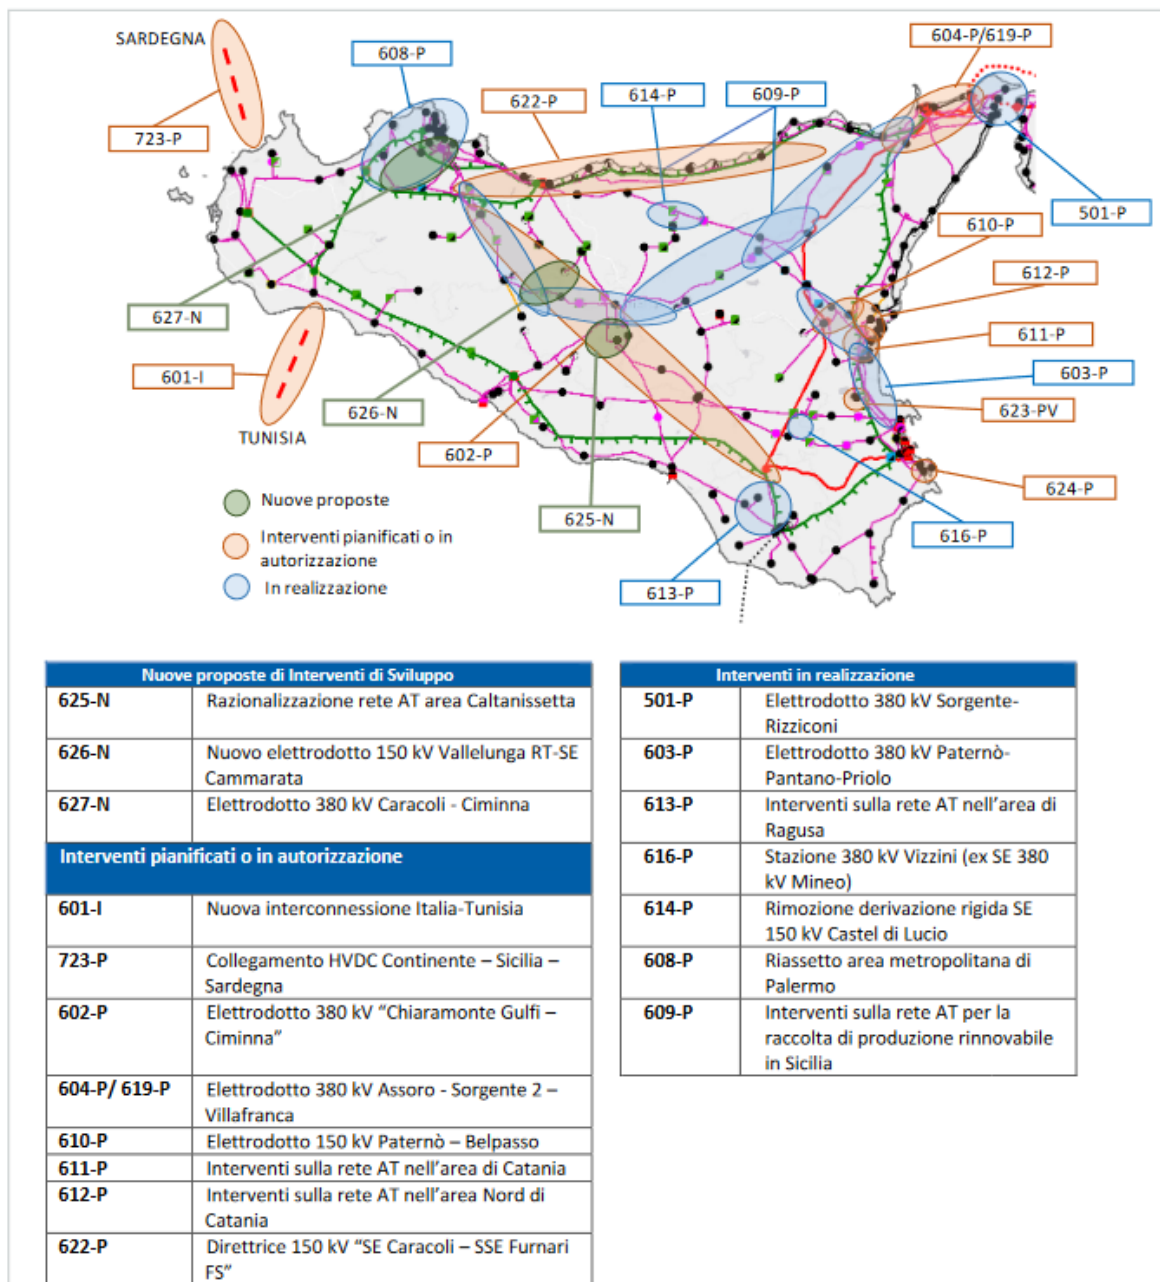 SARDEGNA
608-P
604-P/619-P
622-P
614-P
609-P
723-P
501-P
610-P
612-P
627-N
611-P
601-I
603-P
626-N
623-PV
TUNISIA
602-P
624-P
Nuove proposte
625-N
616-P
Interventi pianificati o in
autorizzazione
In realizzazione
613-P
Nuove proposte di Interventi di Sviluppo
625-N Razionalizzazione rete AT area Caltanissetta
626-N Nuovo elettrodotto 150 kV Vallelunga RT-SE
Cammarata
627-N Elettrodotto 380 kV Caracoli - Ciminna
Interventi pianificati o in autorizzazione
601-I Nuova interconnessione Italia-Tunisia
723-P Collegamento HVDC Continente – Sicilia –
Sardegna
602-P Elettrodotto 380 kV “Chiaramonte Gulfi –
Ciminna”
604-P/ 619-P Elettrodotto 380 kV Assoro - Sorgente 2 –
Villafranca
610-P Elettrodotto 150 kV Paternò – Belpasso
611-P Interventi sulla rete AT nell’area di Catania
612-P Interventi sulla rete AT nell’area Nord di
Catania
622-P Direttrice 150 kV “SE Caracoli – SSE Furnari
FS”
Interventi in realizzazione
501-P Elettrodotto 380 kV Sorgente-
Rizziconi
603-P Elettrodotto 380 kV Paternò-
Pantano-Priolo
613-P Interventi sulla rete AT nell’area di
Ragusa
616-P Stazione 380 kV Vizzini (ex SE 380
kV Mineo)
614-P Rimozione derivazione rigida SE
150 kV Castel di Lucio
608-P Riassetto area metropolitana di
Palermo
609-P Interventi sulla rete AT per la
raccolta di produzione rinnovabile
in Sicilia